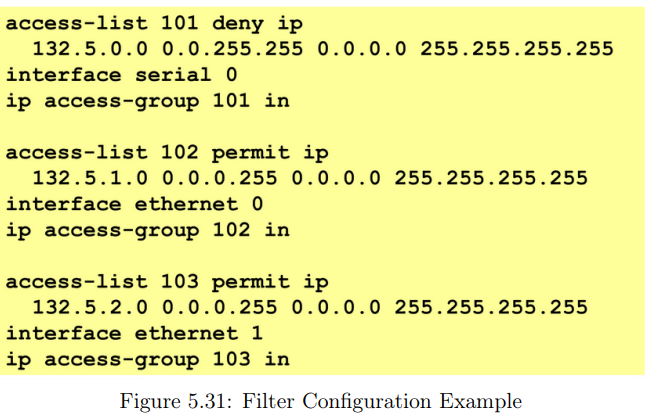 access-list 101 deny ip
132.5.0.0 0.0.255.255 0.0.0.0 255.255.255.255
interface serial 0
ip access-group 101 in
access-list 102 permit ip
132.5.1.0 0.0.0.255 0.0.0.0 255.255.255.255
interface ethernet 0
ip access-group 102 in
access-list 103 permit ip
132.5.2.0 0.0.0.255 0.0.0.0 255.255.255.255
interface ethernet 1
ip access-group 103 in
Figure 5.31: Filter Configuration Example